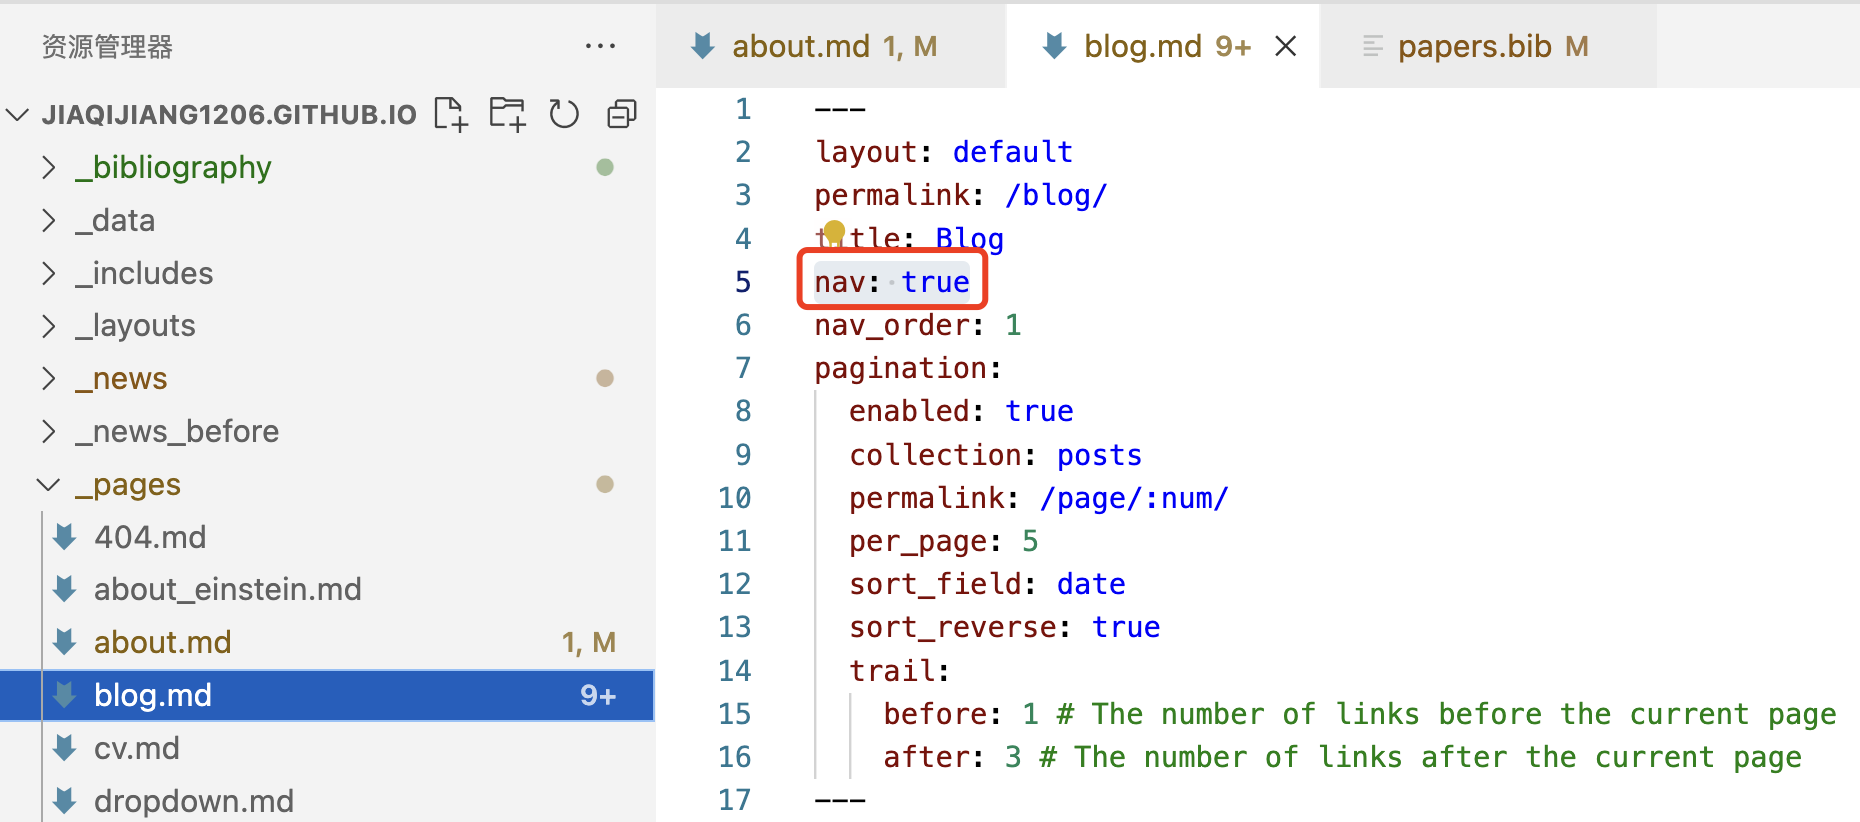 资源管理器
JIAQIJIANG1206.GITHUB.IO
_bibliography
_data
_includes
_layouts
_news
_news_before
_pages
404.md
about_einstein.md
about.md 1, M
blog.md 9+
cv.md
dropdown.md
about.md 1, M
blog.md 9+
papers.bib M
1 ---
2 layout: default
3 permalink: /blog/
4 title: Blog
5 nav: true
6 nav_order: 1
7 pagination:
8 enabled: true
9 collection: posts
10 permalink: /page/:num/
11 per_page: 5
12 sort_field: date
13 sort_reverse: true
14 trail:
15 before: 1 # The number of links before the current page
16 after: 3 # The number of links after the current page
17 ---